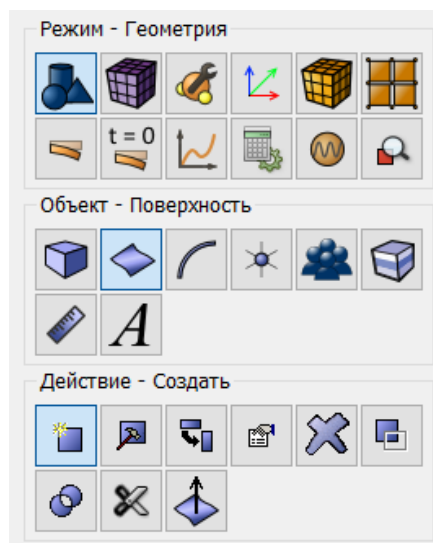 Режим - Геометрия
t = 0
Объект - Поверхность
A
Действие - Создать